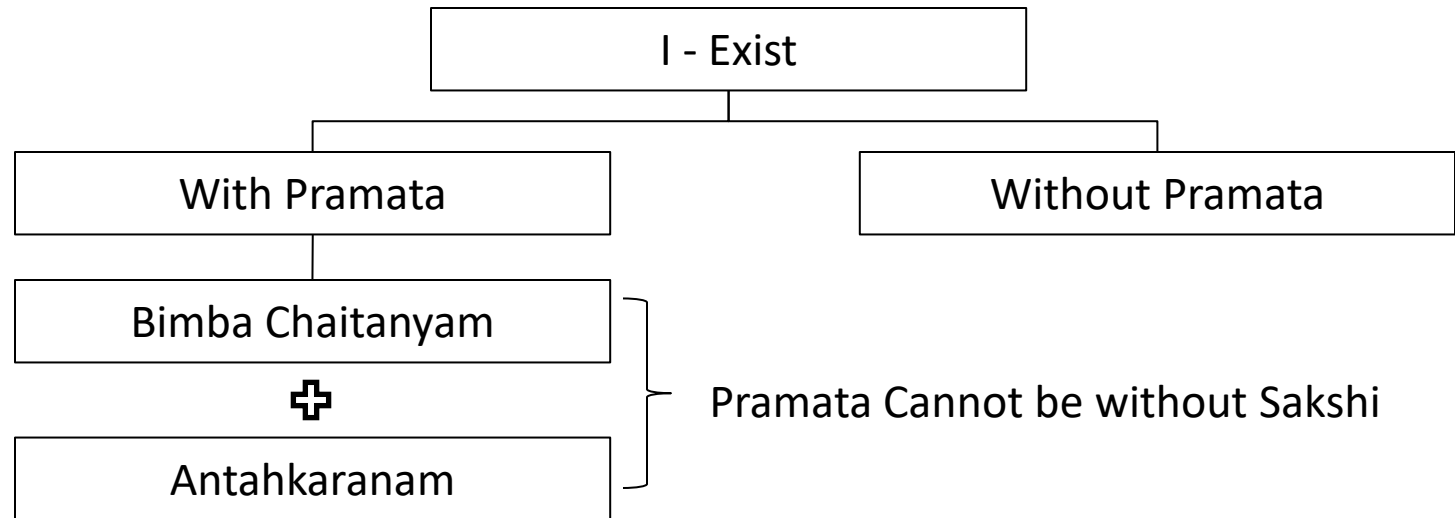 I - Exist
With Pramata
Without Pramata
Bimba Chaitanyam
Pramata Cannot be without Sakshi
Antahkaranam